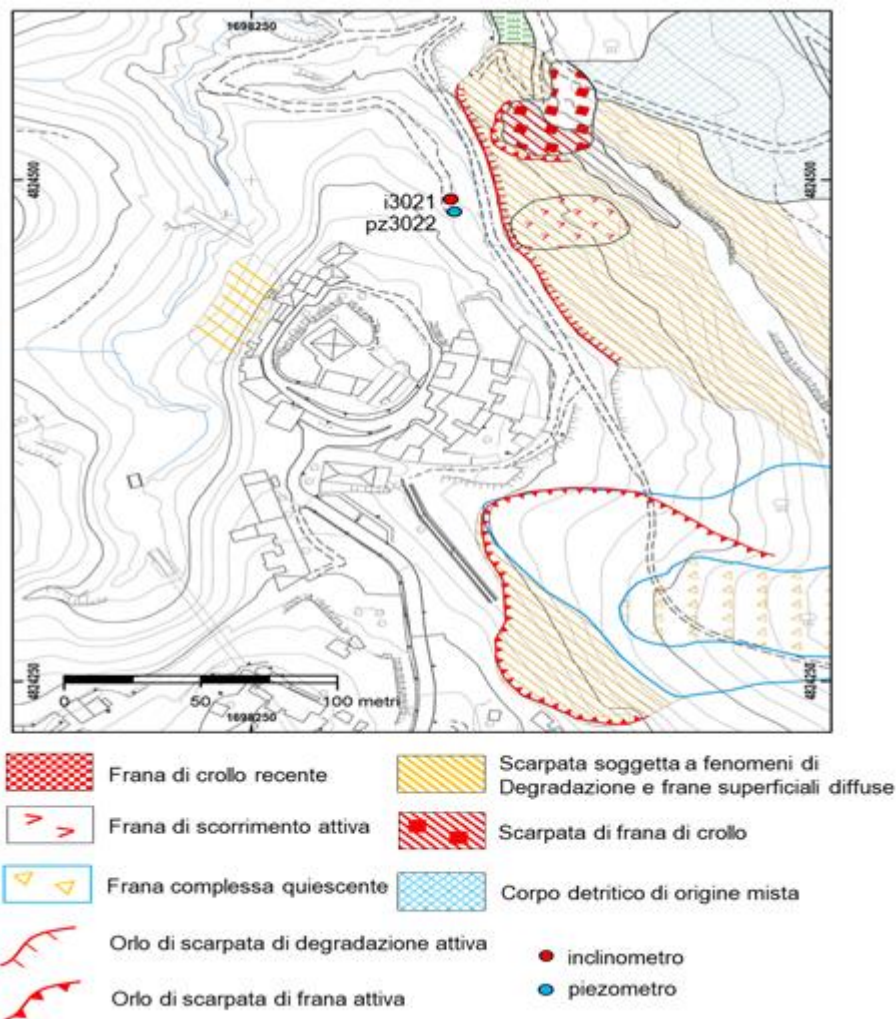 1698250
4824500
4824500
i3021
pz3022
4824250
4824250
0 50 100 metri
1698250
Frana di crollo recente
Scarpata soggetta a fenomeni di
Degradazione e frane superficiali diffuse
Frana di scorrimento attiva
Scarpata di frana di crollo
Frana complessa quiescente
Corpo detritico di origine mista
Orlo di scarpata di degradazione attiva
inclinometro
piezometro
Orlo di scarpata di frana attiva